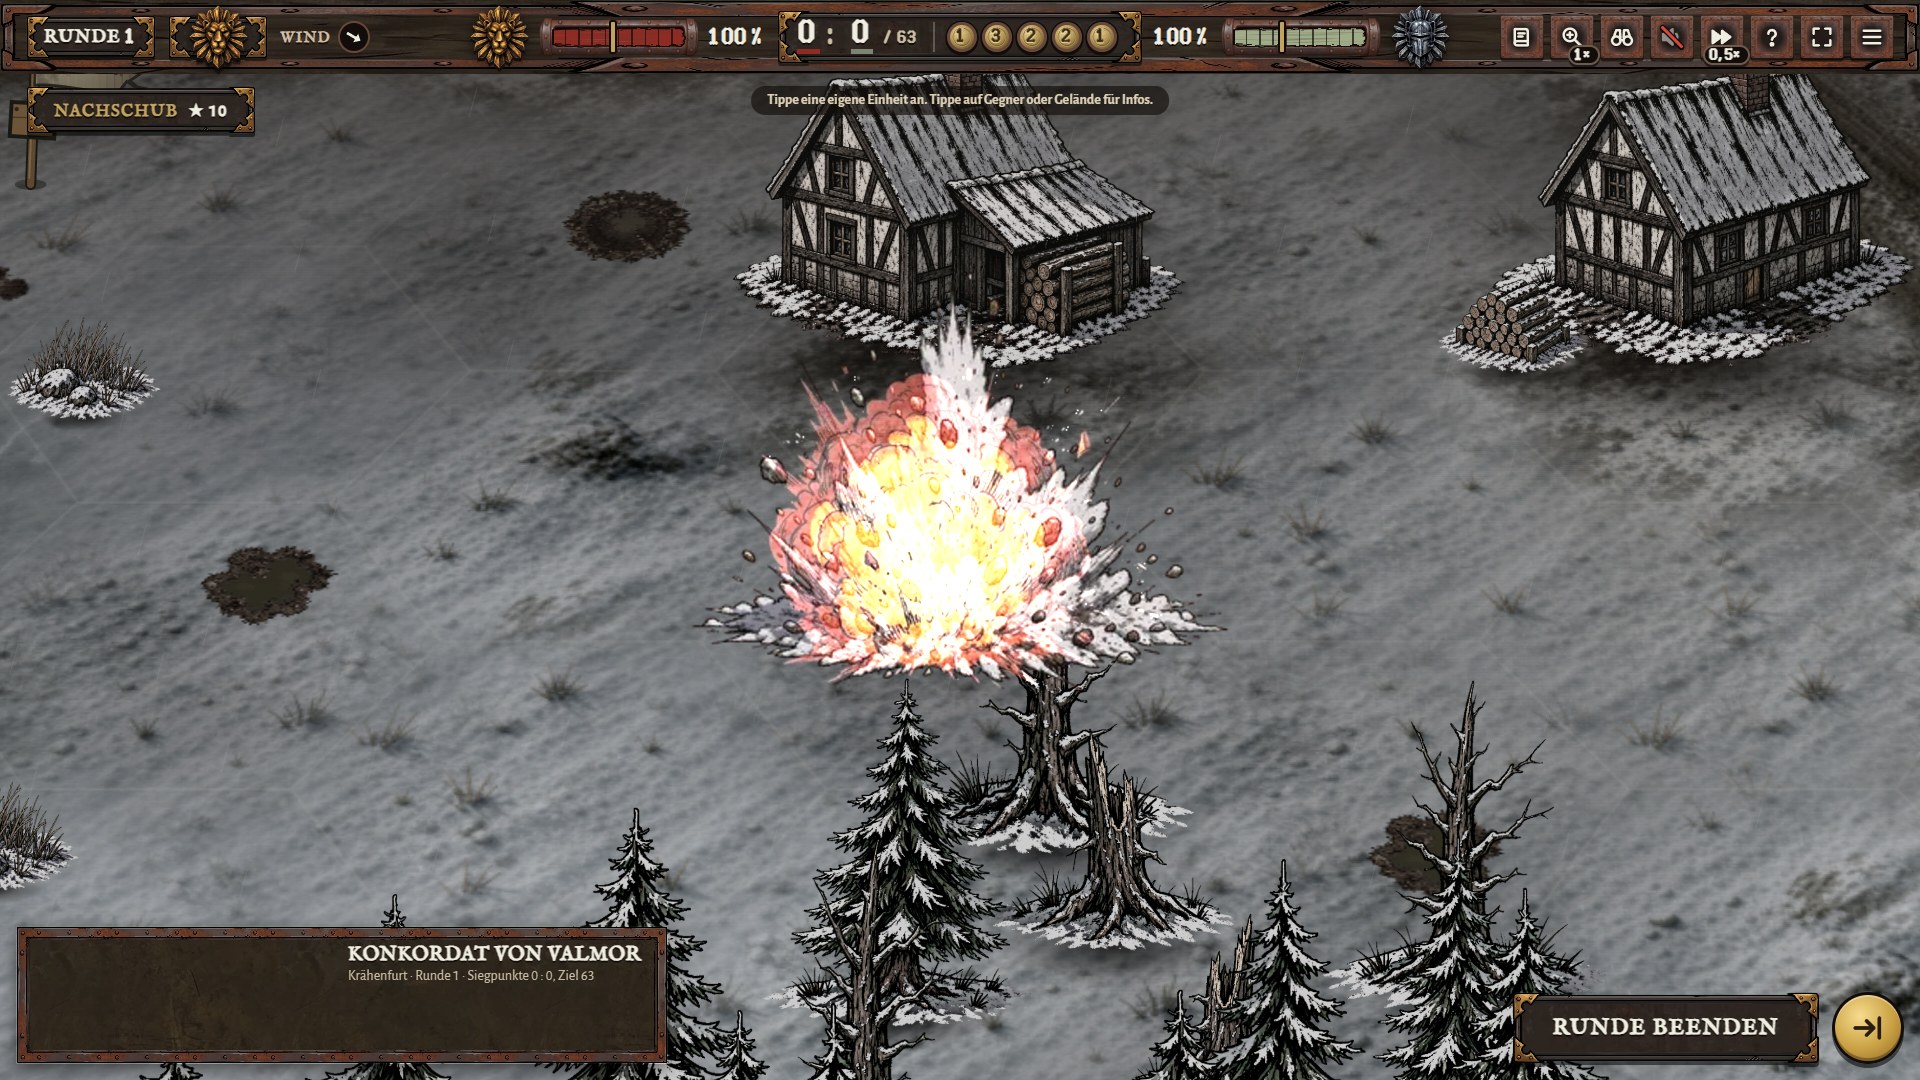 RUNDE 1
WIND
100%
0 : 0 / 63
1 3 2 2 1
100%
1×
0,5×
?
NACHSCHUB ★ 10
Tippe eine eigene Einheit an. Tippe auf Gegner oder Gelände für Infos.
KONKORDAT VON VALMOR
Krähenfurt · Runde 1 · Siegpunkte 0 : 0, Ziel 63
RUNDE BEENDEN